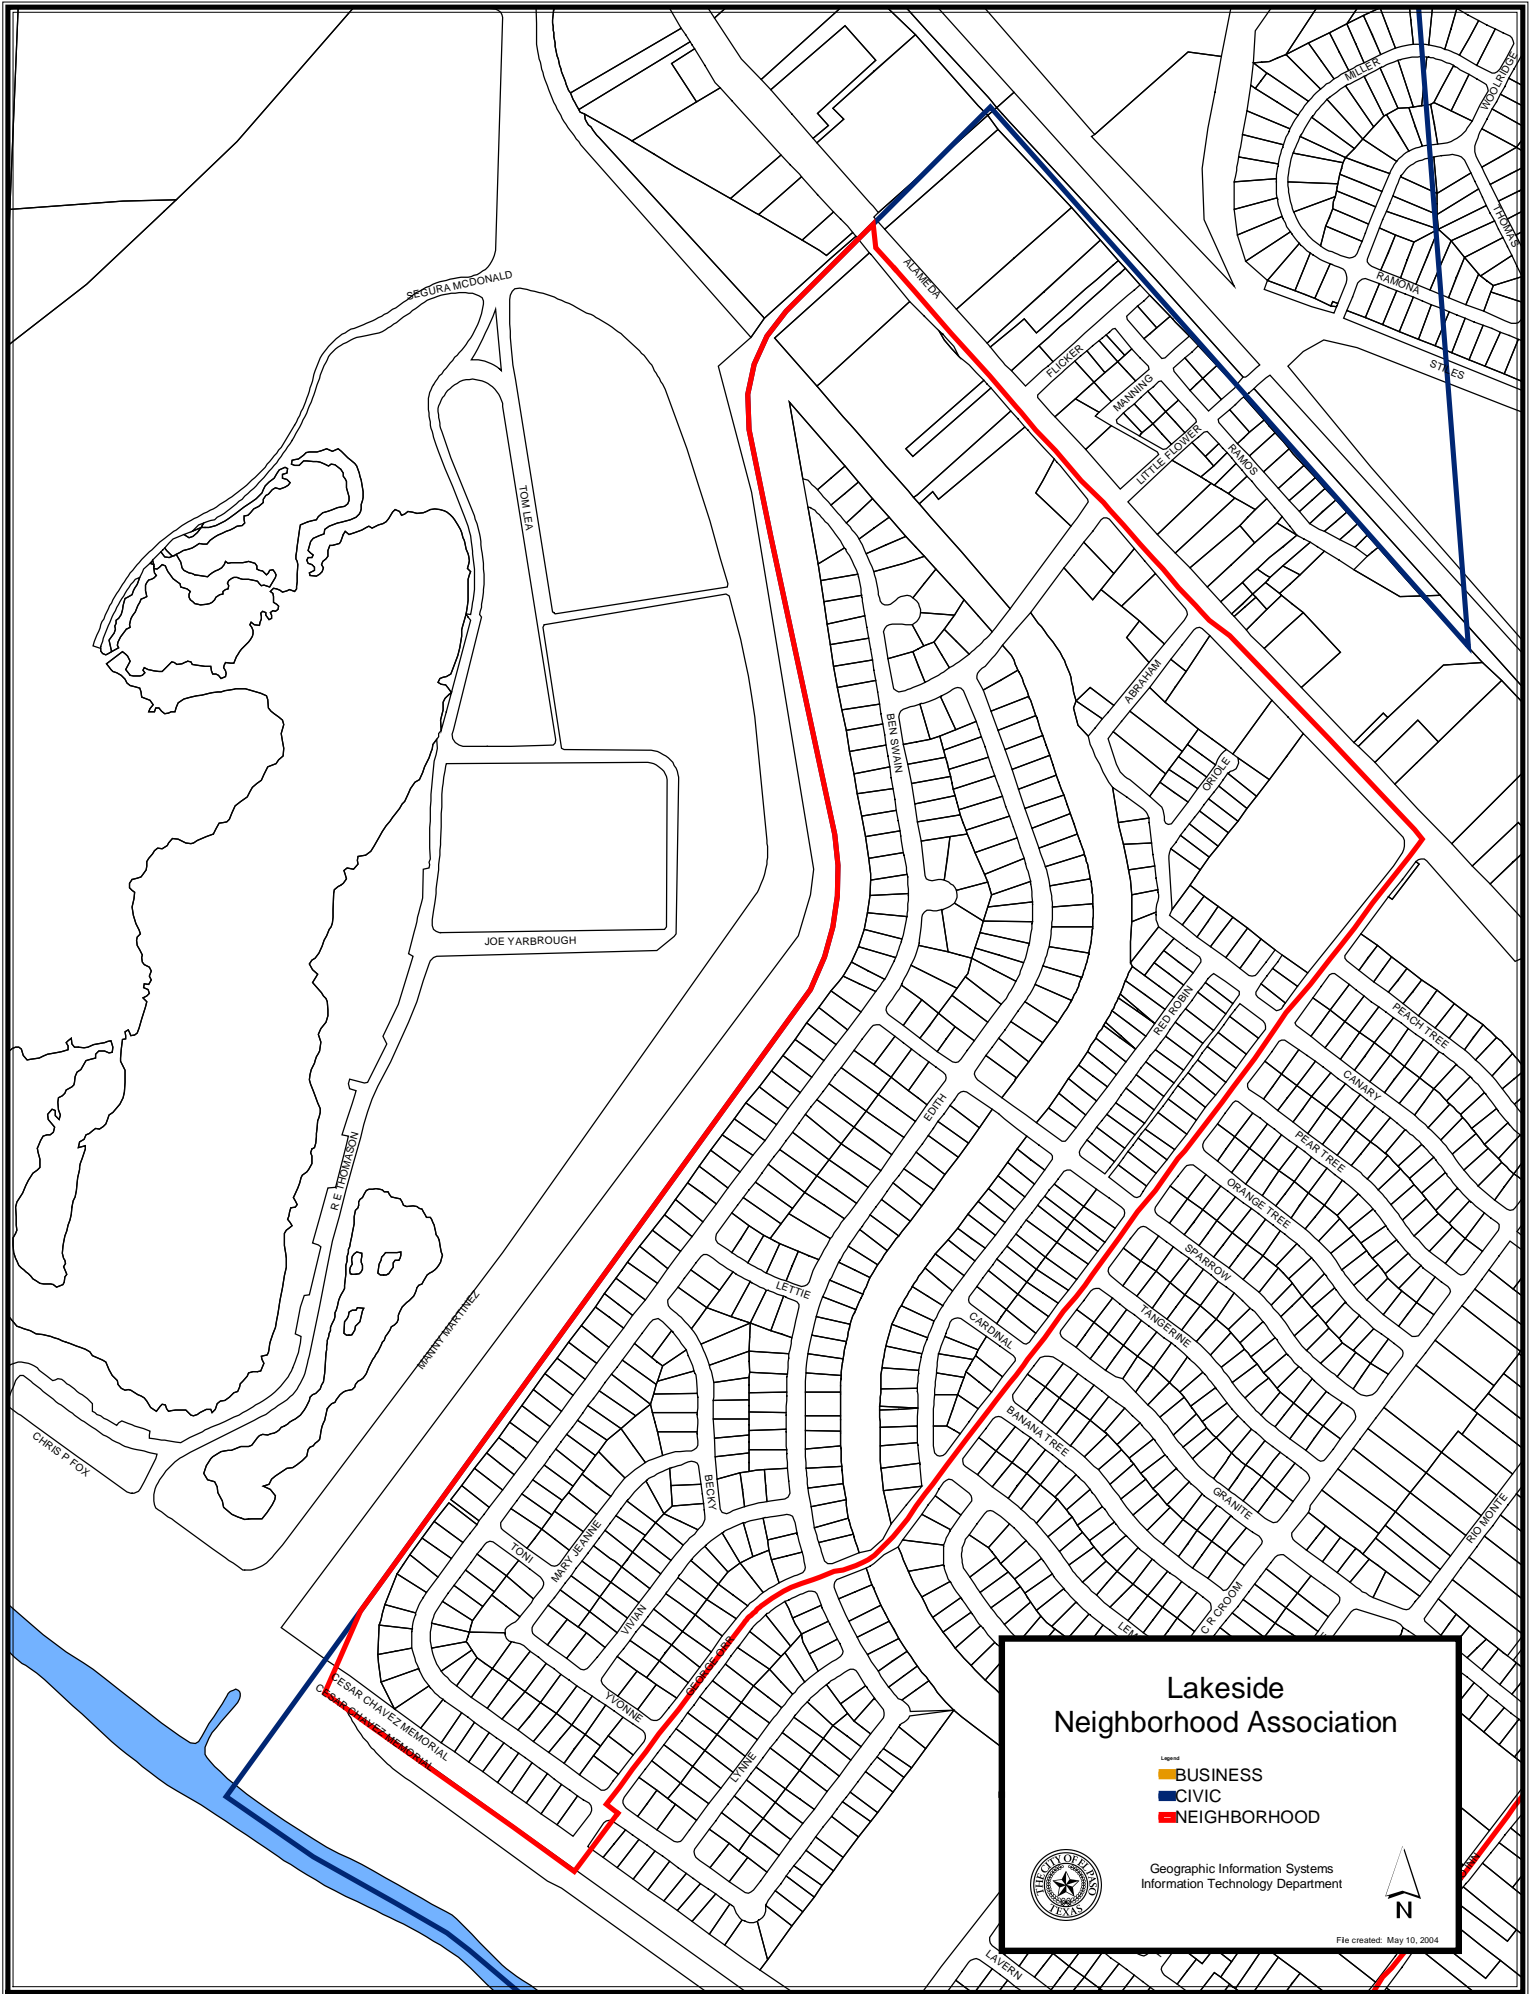 MILLER
WOOLRIDGE
THOMAS
RAMONA
SEGURA MCDONALD
ALAMEDA
FLICKER
MANNING
LITTLE FLOWER
RAMOS
TOM LEA
ABRAHAM
BEN SWAIN
ORIOLE
JOE YARBROUGH
RED ROBIN
PEACH TREE
CANARY
EDITH
PEAR TREE
R E THOMASON
ORANGE TREE
SPARROW
LETTIE
MANNY MARTINEZ
CARDINAL
TANGERINE
BANANA TREE
CHRIS P FOX
BECKY
GRANITE
RIO MONTE
TONI
MARY JEANNE
VIVIAN
C R CROOM
GEORGE ORR
YVONNE
CESAR CHAVEZ MEMORIAL
CESAR CHAVEZ MEMORIAL
LYNNE
LAVERN
Lakeside
Neighborhood Association
Legend
BUSINESS
CIVIC
NEIGHBORHOOD
THE CITY OF EL PASO
TEXAS
Geographic Information Systems
Information Technology Department
N
File created: May 10, 2004